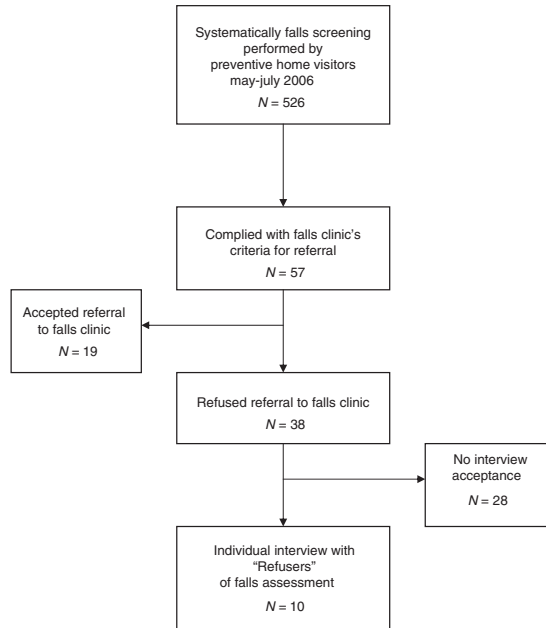 Systematically falls screening
performed by
preventive home visitors
may-july 2006
N = 526
Complied with falls clinic's
criteria for referral
N = 57
Accepted referral
to falls clinic
N = 19
Refused referral to falls clinic
N = 38
No interview
acceptance
N = 28
Individual interview with
“Refusers”
of falls assessment
N = 10